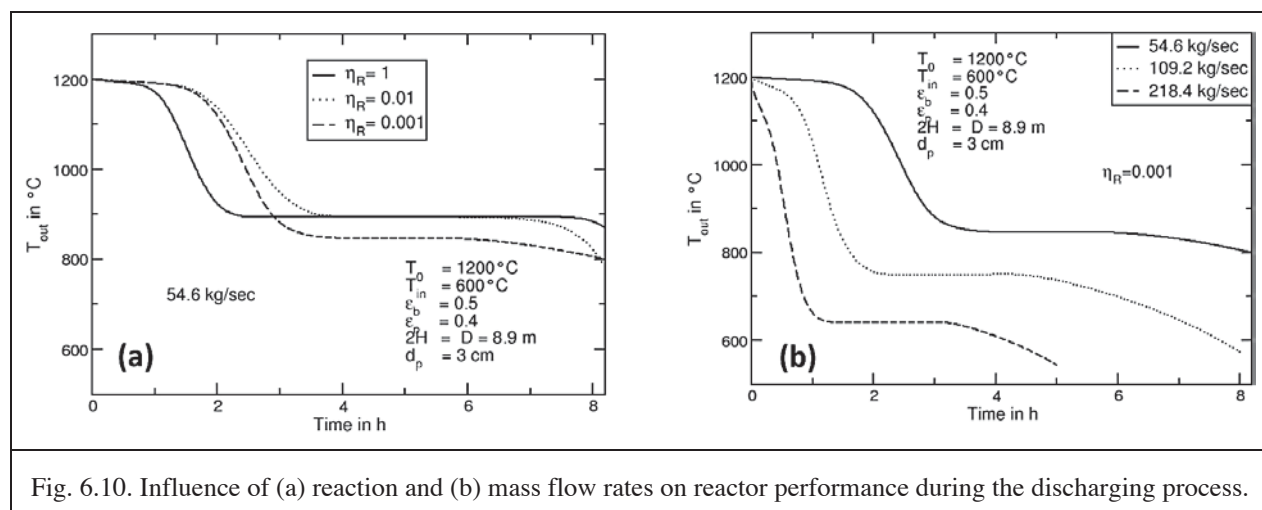 1200
1000
800
600
T_out in °C
η_R= 1
η_R= 0.01
η_R= 0.001
54.6 kg/sec
T_0 = 1200°C
T_in = 600°C
ε_b = 0.5
ε_p = 0.4
2H = D = 8.9 m
d_p = 3 cm
(a)
0 2 4 6 8
Time in h
1200
1000
800
600
T_out in °C
T_0 = 1200°C
T_in = 600°C
ε_b = 0.5
ε_p = 0.4
2H = D = 8.9 m
d_p = 3 cm
54.6 kg/sec
109.2 kg/sec
218.4 kg/sec
η_R=0.001
(b)
0 2 4 6 8
Time in h
Fig. 6.10. Influence of (a) reaction and (b) mass flow rates on reactor performance during the discharging process.